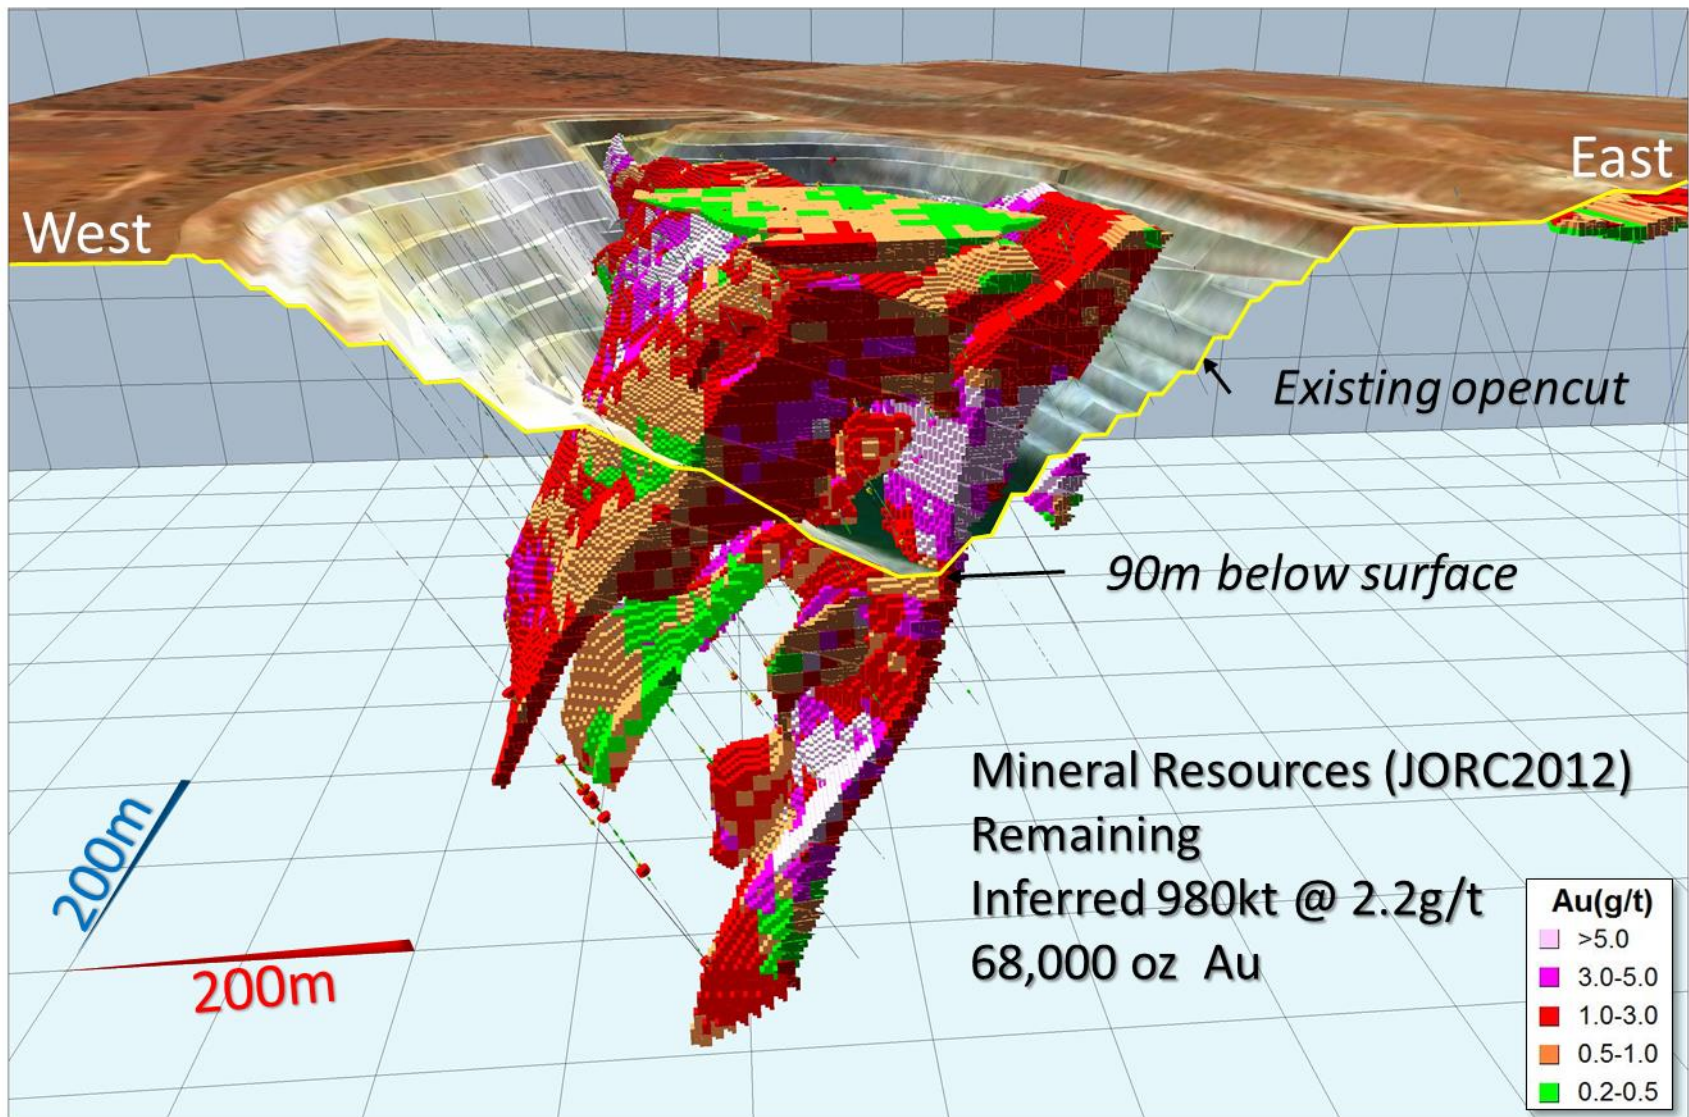 West
East
Existing opencut
90m below surface
200m
200m
Mineral Resources (JORC2012)
Remaining
Inferred 980kt @ 2.2g/t
68,000 oz  Au
Au(g/t)
>5.0
3.0-5.0
1.0-3.0
0.5-1.0
0.2-0.5